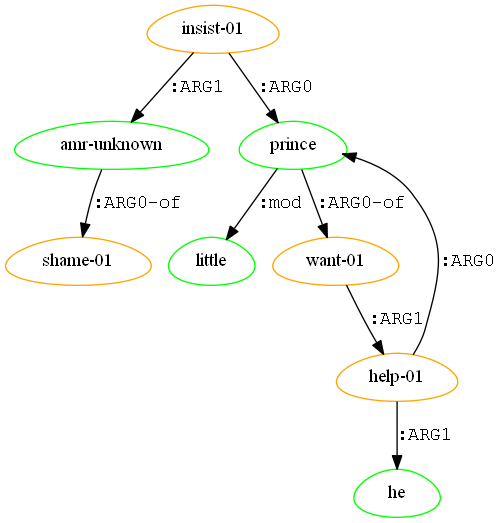 insist-01
:ARG1
:ARG0
amr-unknown
prince
:ARG0-of
:mod
:ARG0-of
:ARG0
shame-01
little
want-01
:ARG1
help-01
:ARG1
he